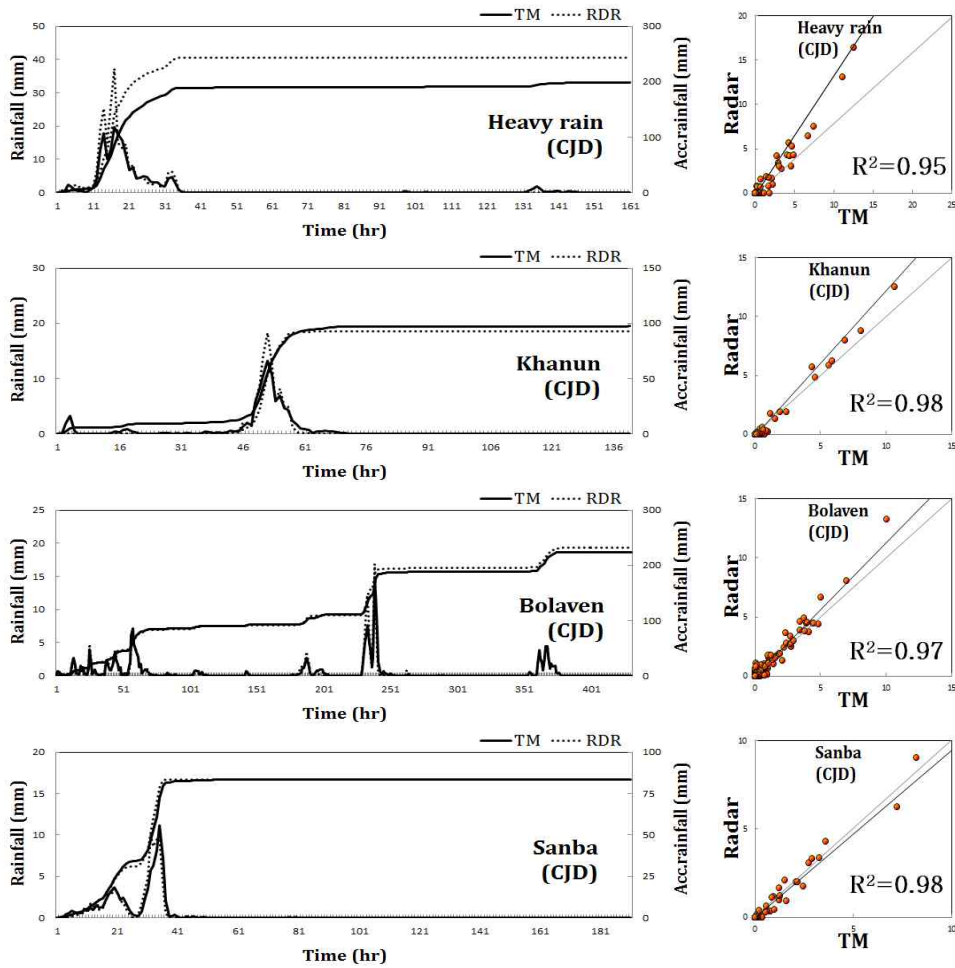 TM RDR
Rainfall (mm)
50 40 30 20 10 0
Heavy rain
(CJD)
300 200 100 0
Acc.rainfall (mm)
1 11 21 31 41 51 61 71 81 91 101 111 121 131 141 151 161
Time (hr)
Radar
20 15 10 5 0
Heavy rain
(CJD)
R²=0.95
0 5 10 15 20 25
TM
TM RDR
Rainfall (mm)
30 20 10 0
Khanun
(CJD)
150 100 50 0
Acc.rainfall (mm)
1 16 31 46 61 76 91 106 121 136
Time (hr)
Radar
15 10 5 0
Khanun
(CJD)
R²=0.98
0 5 10 15
TM
TM RDR
Rainfall (mm)
25 20 15 10 5 0
Bolaven
(CJD)
300 200 100 0
Acc.rainfall (mm)
1 51 101 151 201 251 301 351 401
Time (hr)
Radar
15 10 5 0
Bolaven
(CJD)
R²=0.97
0 5 10 15
TM
TM RDR
Rainfall (mm)
20 15 10 5 0
Sanba
(CJD)
100 75 50 25 0
Acc.rainfall (mm)
1 21 41 61 81 101 121 141 161 181
Time (hr)
Radar
10 5 0
Sanba
(CJD)
R²=0.98
0 5 10
TM